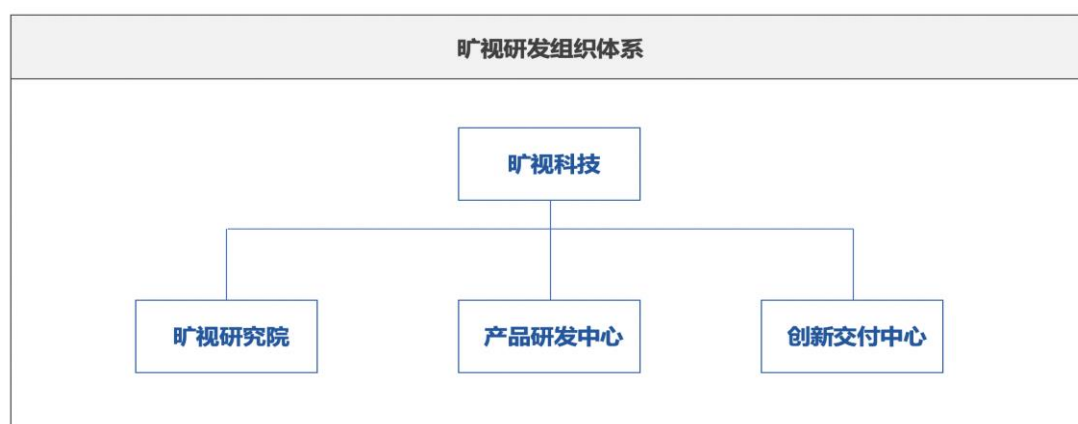 旷视研发组织体系
旷视科技
旷视研究院
产品研发中心
创新交付中心